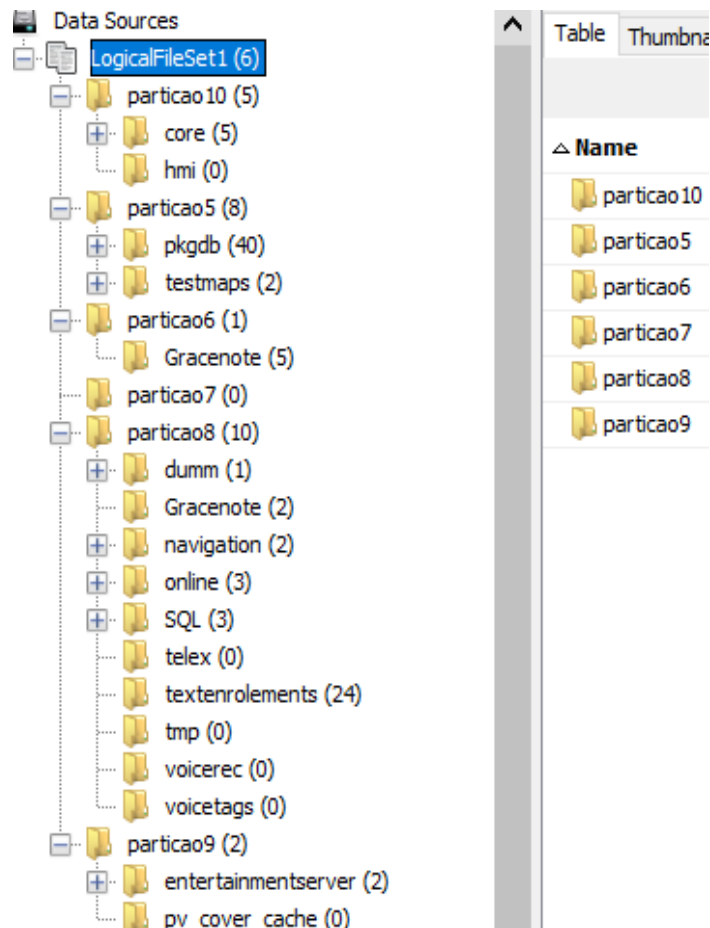 Data Sources
LogicalFileSet1 (6)
particao10 (5)
core (5)
hmi (0)
particao5 (8)
pkgdb (40)
testmaps (2)
particao6 (1)
Gracenote (5)
particao7 (0)
particao8 (10)
dumm (1)
Gracenote (2)
navigation (2)
online (3)
SQL (3)
telex (0)
textenrolements (24)
tmp (0)
voicerec (0)
voicetags (0)
particao9 (2)
entertainmentserver (2)
pv_cover_cache (0)
Table Thumbna
Name
particao10
particao5
particao6
particao7
particao8
particao9